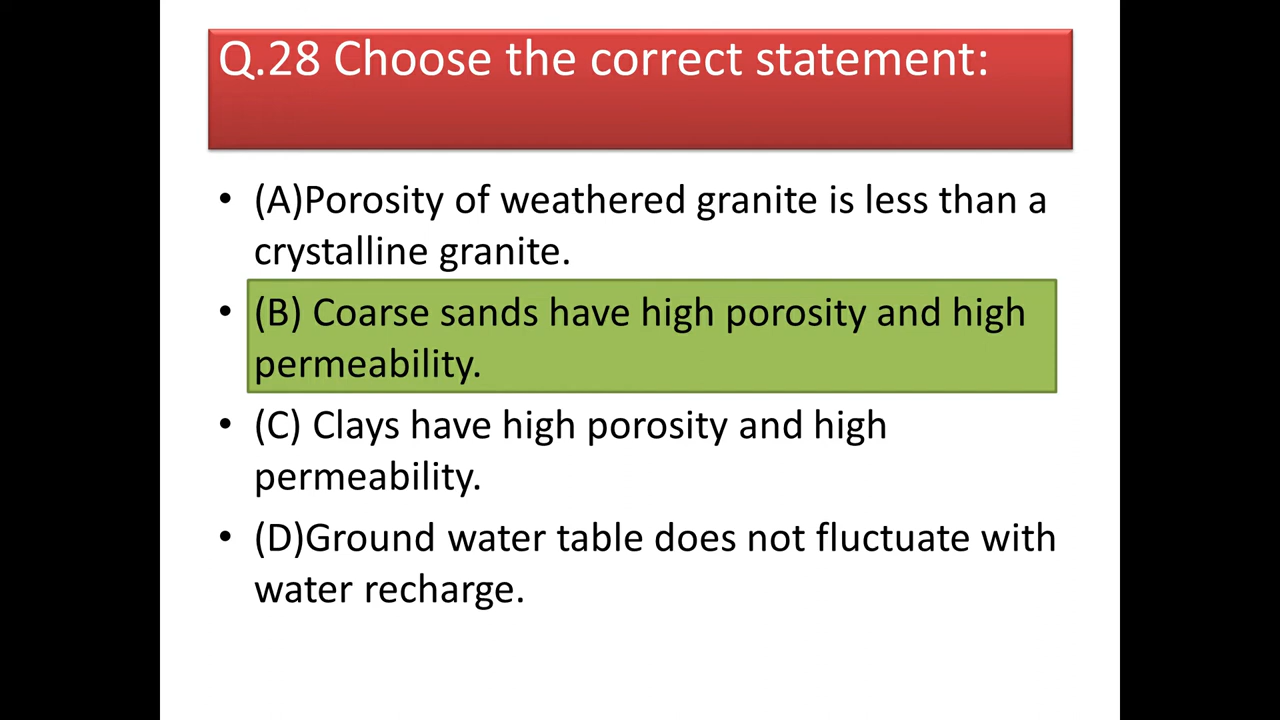 Q.28 Choose the correct statement:
• (A)Porosity of weathered granite is less than a
crystalline granite.
• (B) Coarse sands have high porosity and high
permeability.
• (C) Clays have high porosity and high
permeability.
• (D)Ground water table does not fluctuate with
water recharge.